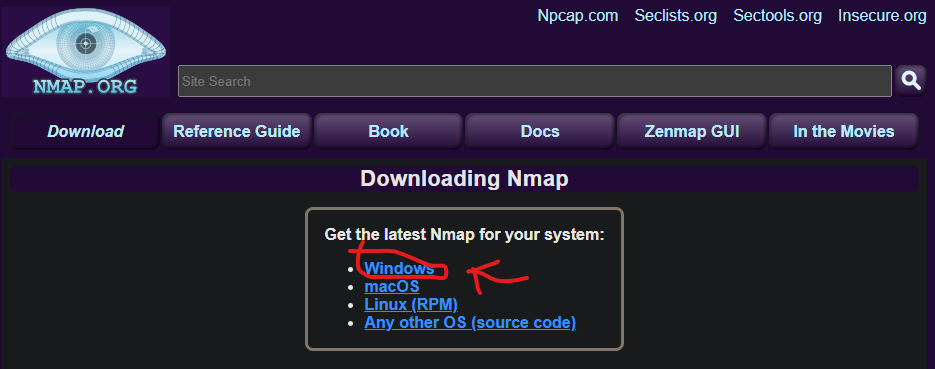 Npcap.com Seclists.org Sectools.org Insecure.org
NMAP.ORG
Site Search
Download Reference Guide Book Docs Zenmap GUI In the Movies
Downloading Nmap
Get the latest Nmap for your system:
Windows
macOS
Linux (RPM)
Any other OS (source code)